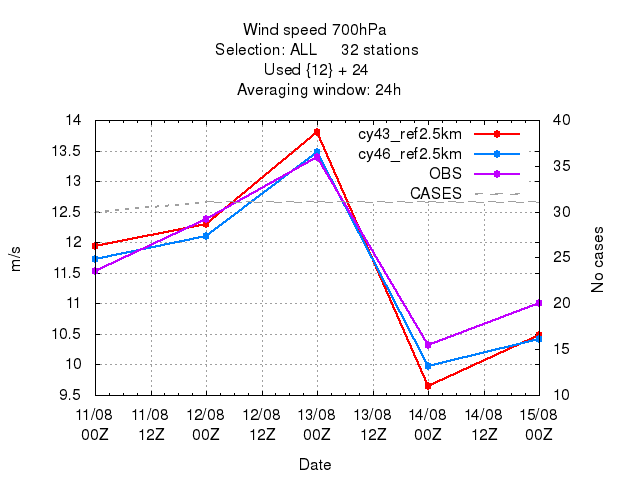 Wind speed 700hPa
Selection: ALL 32 stations
Used {12} + 24
Averaging window: 24h
cy43_ref2.5km
cy46_ref2.5km
OBS
CASES
14
13.5
13
12.5
12
11.5
11
10.5
10
9.5
m/s
40
35
30
25
20
15
10
No cases
11/08 11/08 12/08 12/08 13/08 13/08 14/08 14/08 15/08
00Z 12Z 00Z 12Z 00Z 12Z 00Z 12Z 00Z
Date